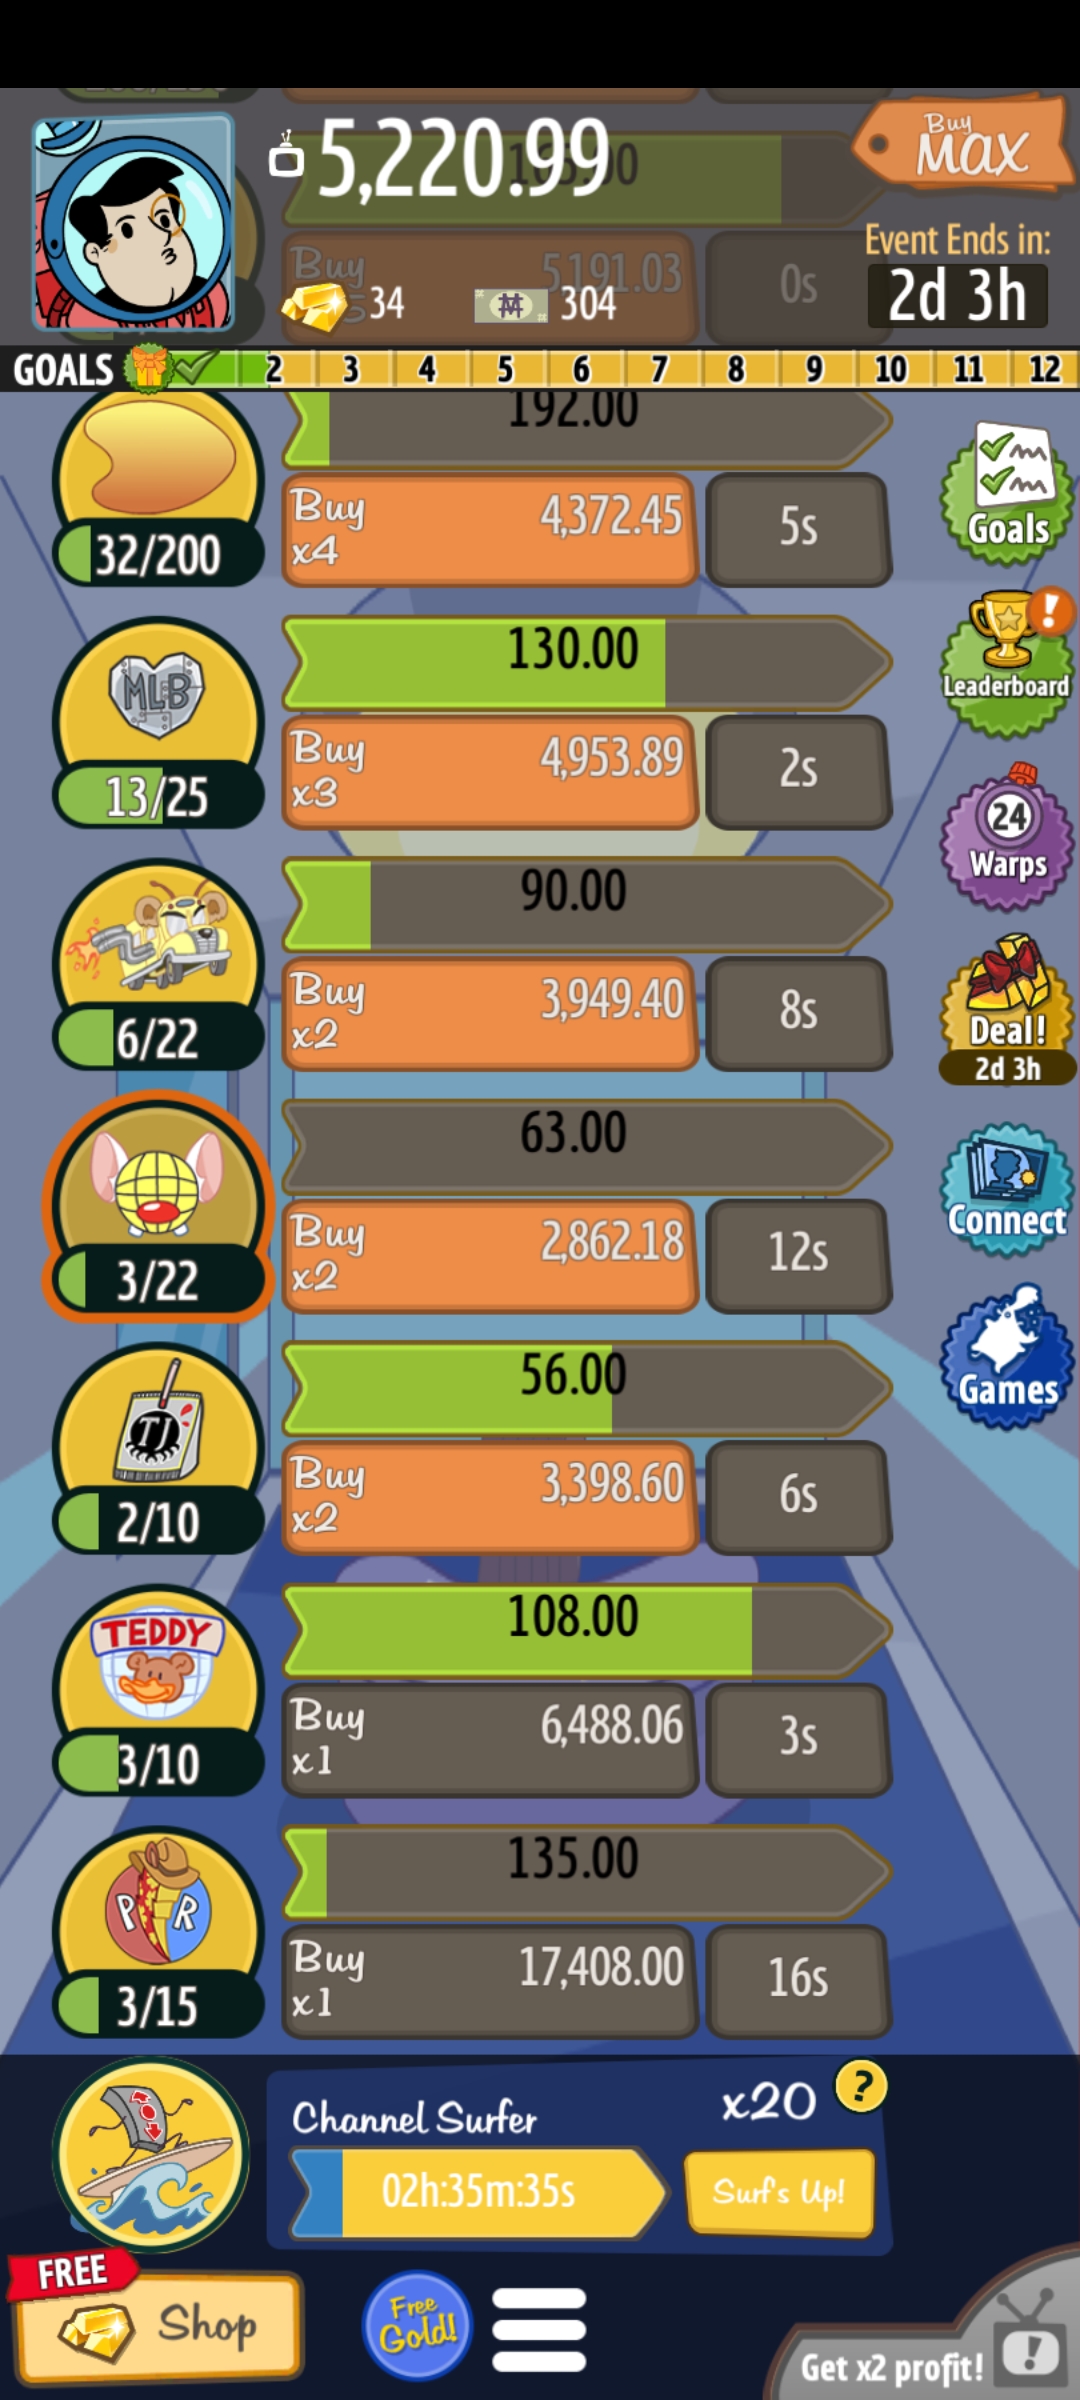 5,220.99
Buy
MAX
Event Ends in:
2d 3h
Buy
5,191.03
0s
34
304
GOALS 2 3 4 5 6 7 8 9 10 11 12
192.00
Buy
x4
4,372.45
5s
32/200
Goals
130.00
MLB
Buy
x3
4,953.89
2s
13/25
Leaderboard
90.00
24
Warps
Buy
x2
3,949.40
8s
6/22
Deal!
2d 3h
63.00
Buy
x2
2,862.18
12s
3/22
Connect
56.00
TJ
Buy
x2
3,398.60
6s
2/10
Games
108.00
TEDDY
Buy
x1
6,488.06
3s
3/10
135.00
P R
Buy
x1
17,408.00
16s
3/15
Channel Surfer
x20
?
02h:35m:35s
Surf's Up!
FREE
Shop
Free
Gold!
Get x2 profit!